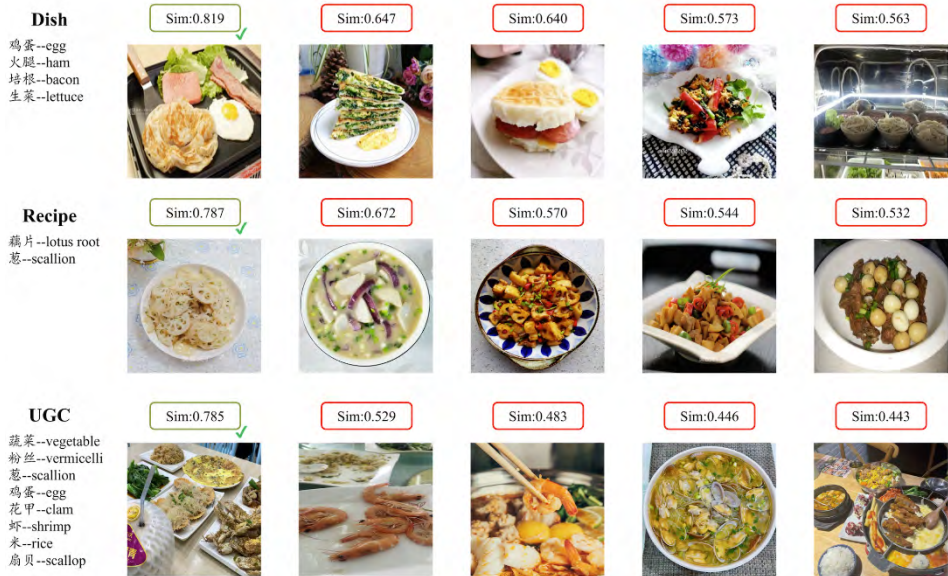 Dish
鸡蛋--egg
火腿--ham
培根--bacon
生菜--lettuce
Sim:0.819
Sim:0.647
Sim:0.640
Sim:0.573
Sim:0.563
Recipe
藕片--lotus root
葱--scallion
Sim:0.787
Sim:0.672
Sim:0.570
Sim:0.544
Sim:0.532
UGC
蔬菜--vegetable
粉丝--vermicelli
葱--scallion
鸡蛋--egg
花甲--clam
虾--shrimp
米--rice
扇贝--scallop
Sim:0.785
Sim:0.529
Sim:0.483
Sim:0.446
Sim:0.443